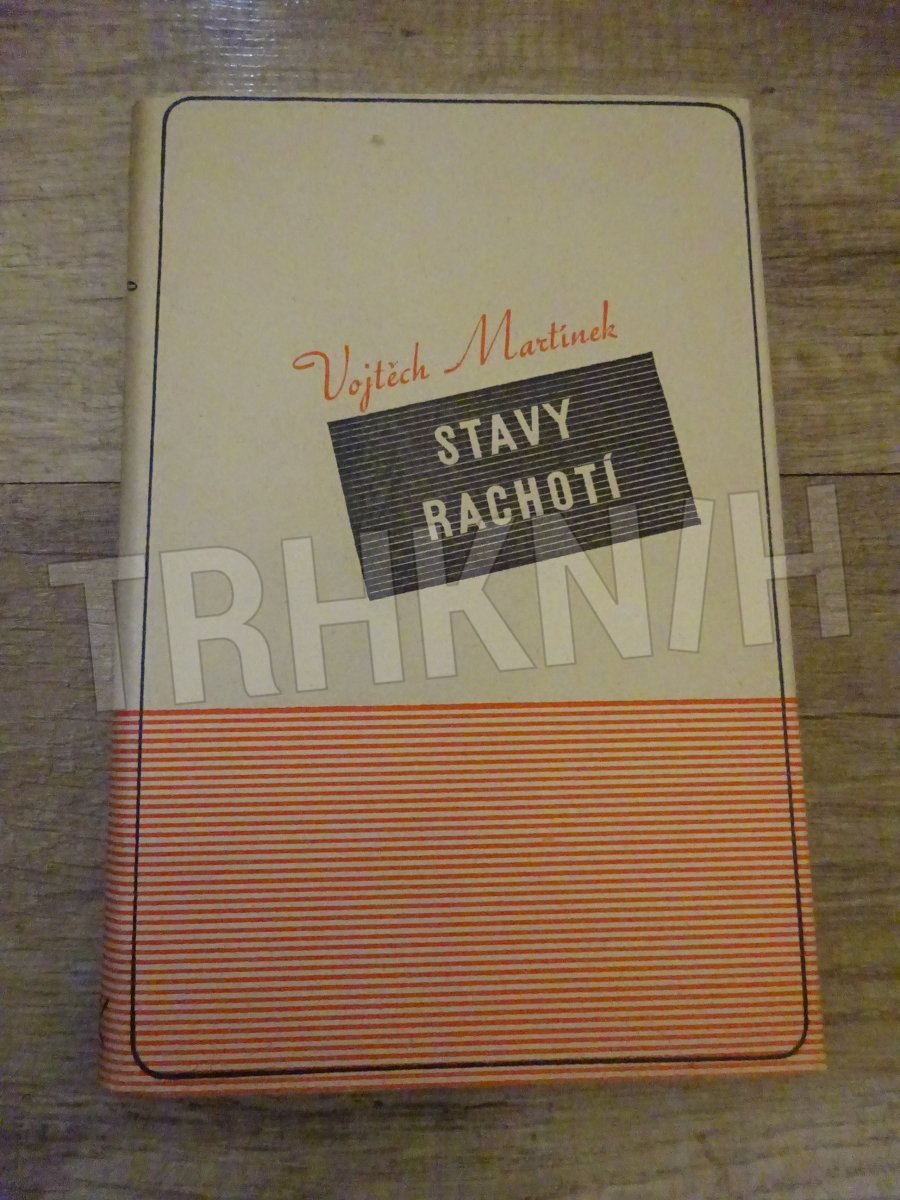 Vojtěch Martínek
STAVY
RACHOTÍ
TRHKNIH